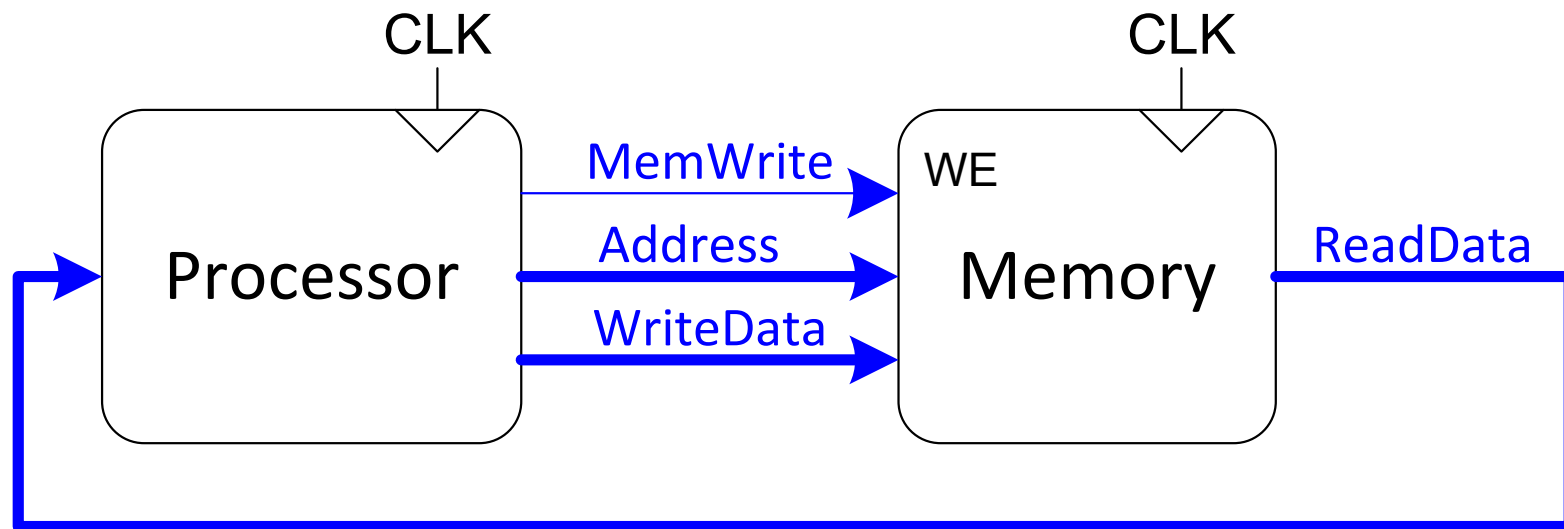 CLK
CLK
MemWrite
WE
Processor
Address
Memory
ReadData
WriteData